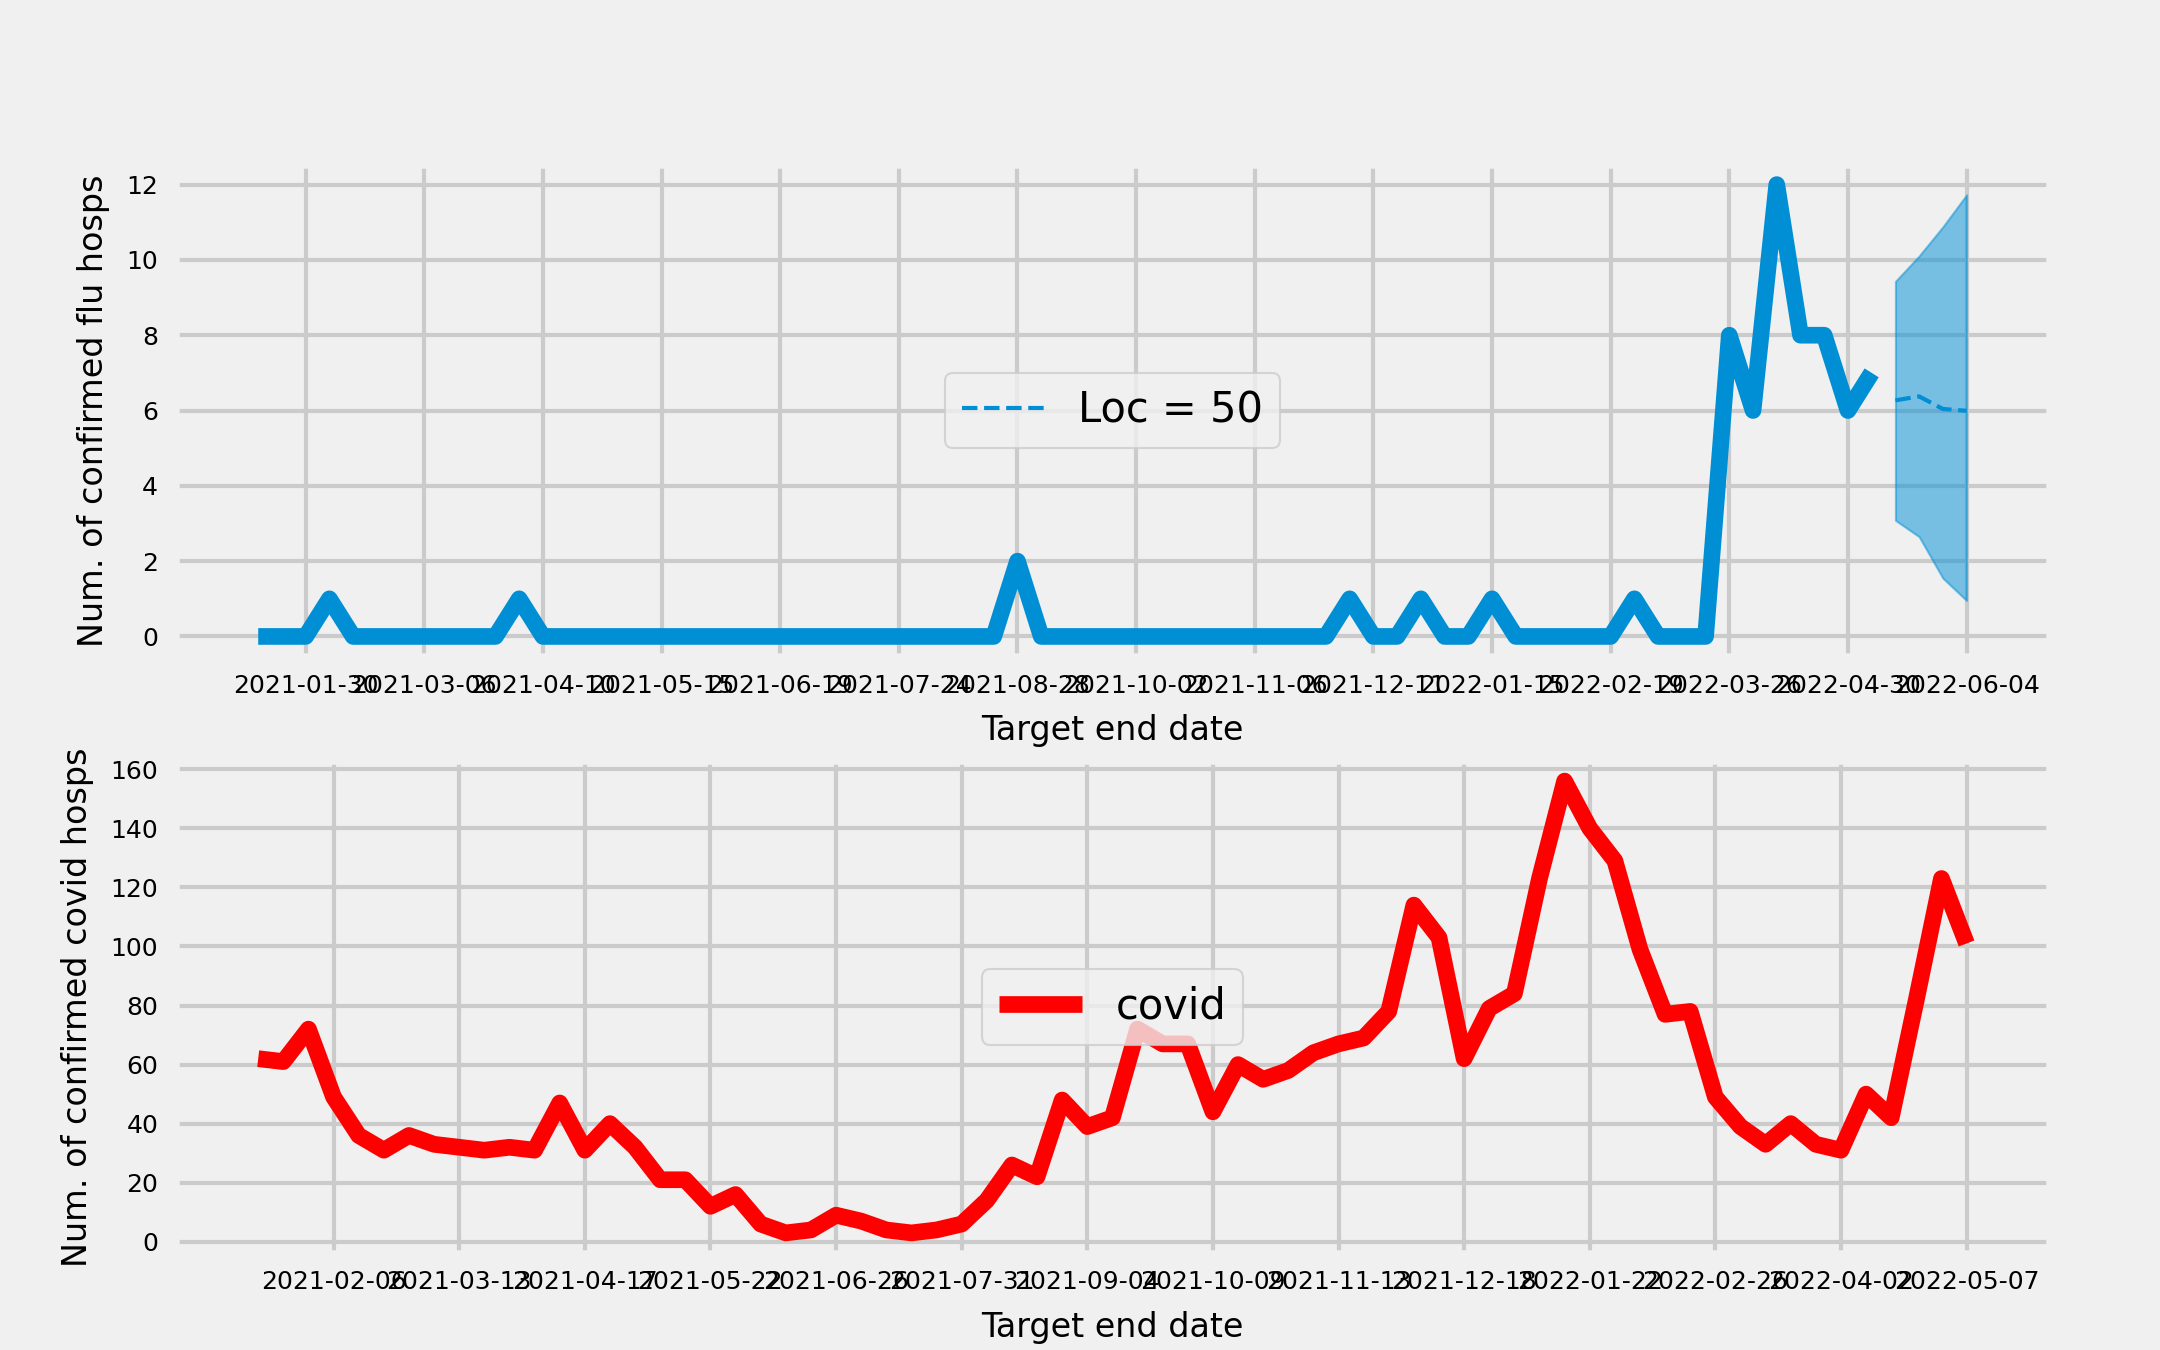 Num. of confirmed flu hosps
12
10
8
6
4
2
0
Loc = 50
2021-01-30 2021-03-06 2021-04-10 2021-05-15 2021-06-19 2021-07-24 2021-08-28 2021-10-02 2021-11-06 2021-12-11 2022-01-15 2022-02-19 2022-03-26 2022-04-30 2022-06-04
Target end date
Num. of confirmed covid hosps
160
140
120
100
80
60
40
20
0
covid
2021-02-06 2021-03-13 2021-04-17 2021-05-22 2021-06-26 2021-07-31 2021-09-04 2021-10-09 2021-11-13 2021-12-18 2022-01-22 2022-02-26 2022-04-02 2022-05-07
Target end date